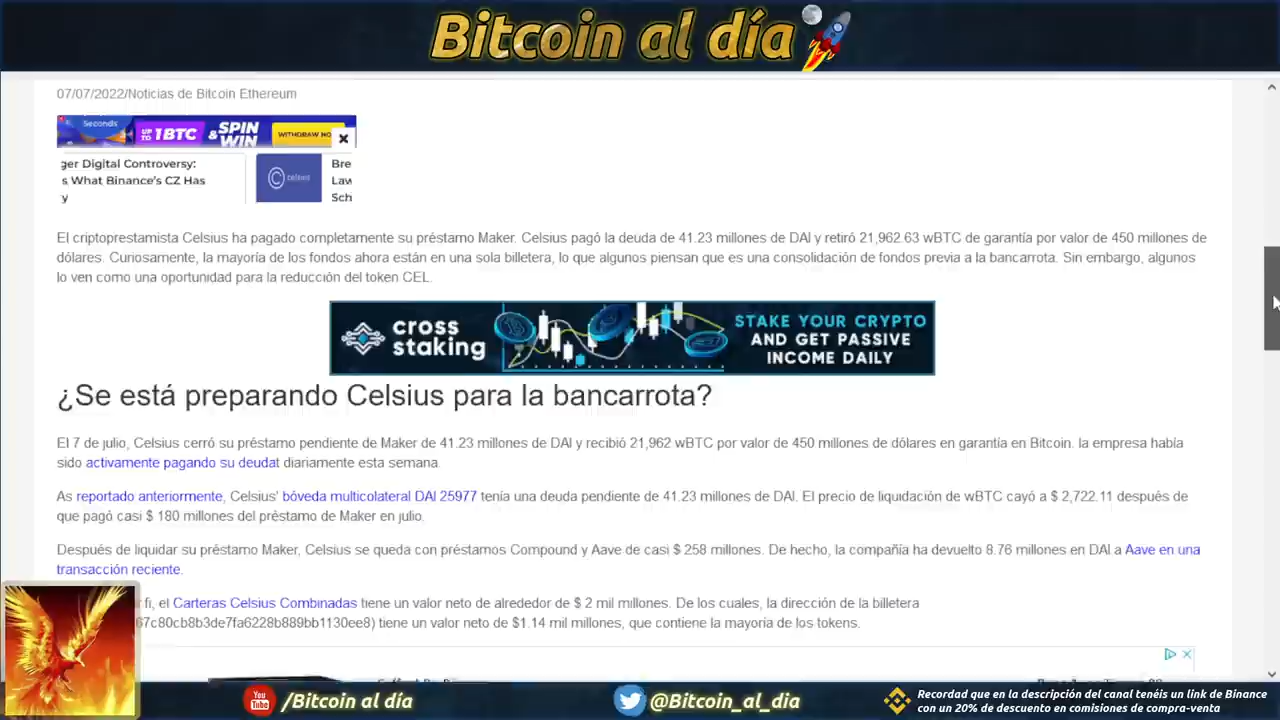 Bitcoin al día
07/07/2022/Noticias de Bitcoin Ethereum
Seconds
UP TO 1BTC & SPIN WIN
ger Digital Controversy:
s What Binance's CZ Has
y
celsius
Bre
Law
Sch
El criptoprestamista Celsius ha pagado completamente su préstamo Maker. Celsius pagó la deuda de 41.23 millones de DAI y retiró 21,962.63 wBTC de garantía por valor de 450 millones de
dólares. Curiosamente, la mayoría de los fondos ahora están en una sola billetera, lo que algunos piensan que es una consolidación de fondos previa a la bancarrota. Sin embargo, algunos
lo ven como una oportunidad para la reducción del token CEL.
cross staking
STAKE YOUR CRYPTO
AND GET PASSIVE
INCOME DAILY
¿Se está preparando Celsius para la bancarrota?
El 7 de julio, Celsius cerró su préstamo pendiente de Maker de 41.23 millones de DAI y recibió 21,962 wBTC por valor de 450 millones de dólares en garantía en Bitcoin. la empresa había
sido activamente pagando su deudat diariamente esta semana.
As reportado anteriormente, Celsius' bóveda multicolateral DAI 25977 tenía una deuda pendiente de 41.23 millones de DAI. El precio de liquidación de wBTC cayó a $ 2,722.11 después de
que pagó casi $ 180 millones del préstamo de Maker en julio.
Después de liquidar su préstamo Maker, Celsius se queda con préstamos Compound y Aave de casi $ 258 millones. De hecho, la compañía ha devuelto 8.76 millones en DAI a Aave en una
transacción reciente.
el Carteras Celsius Combinadas tiene un valor neto de alrededor de $ 2 mil millones. De los cuales, la dirección de la billetera
67c80cb8b3de7fa6228b889bb1130ee8) tiene un valor neto de $1.14 mil millones, que contiene la mayoría de los tokens.
You Tube /Bitcoin al día
@Bitcoin_al_dia
Recordad que en la descripción del canal tenéis un link de Binance
con un 20% de descuento en comisiones de compra-venta